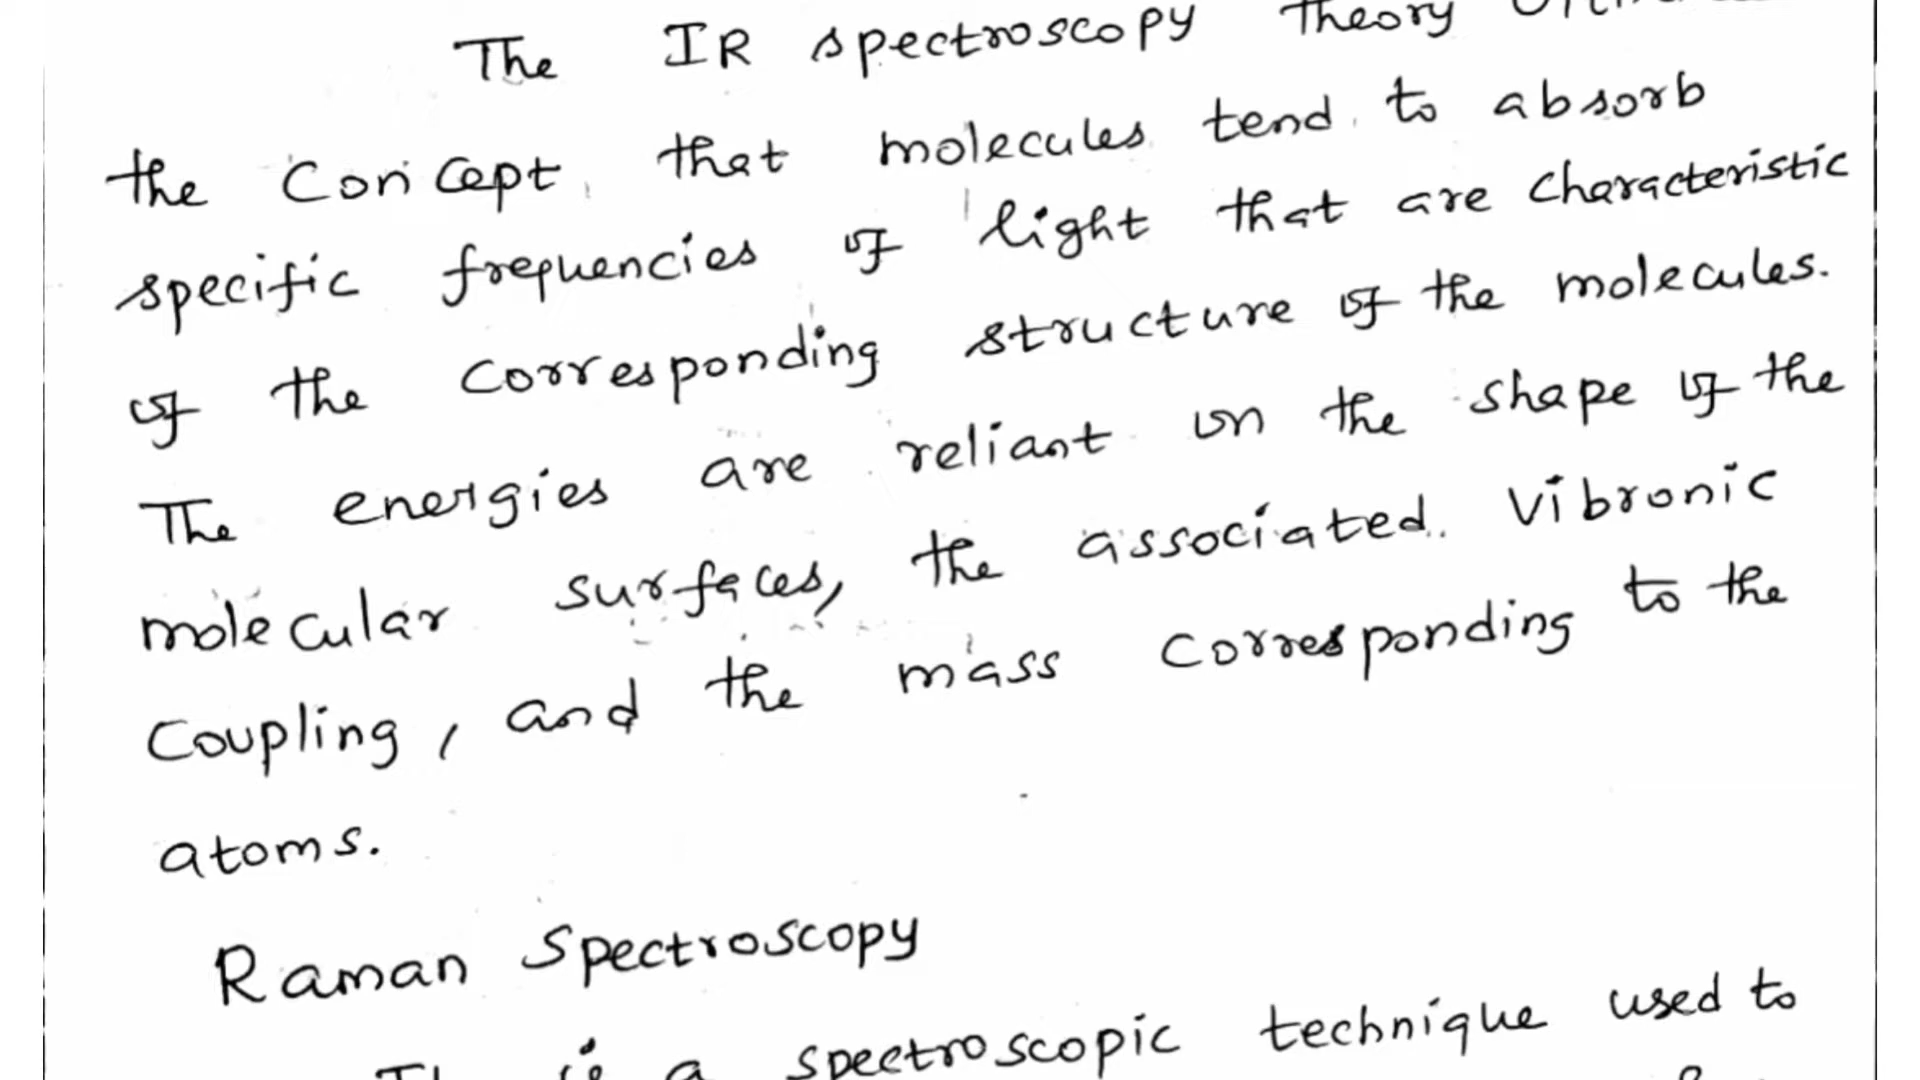 The IR spectroscopy theory
the Concept that molecules tend to absorb
specific frequencies of light that are characteristic
of the corresponding structure of the molecules.
The energies are reliant on the shape of the
molecular surfaces, the associated Vibronic
Coupling, and the mass corresponding to the
atoms.
Raman Spectroscopy
is a spectroscopic technique used to